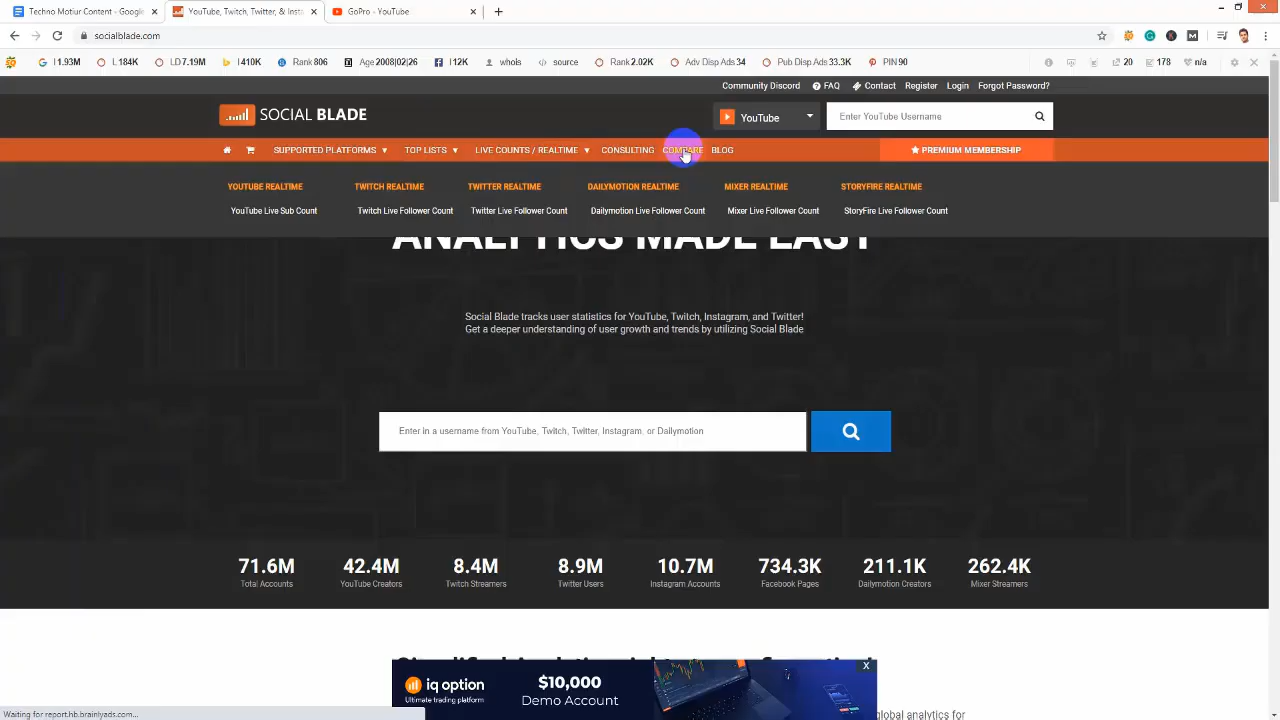 Techno Motiur Content - Google
YouTube, Twitch, Twitter, & Insta
GoPro - YouTube
socialblade.com
I 1.93M
L 184K
LD 7.19M
I 410K
Rank 806
Age 2008|02|26
I 12K
whois
source
Rank 2.02K
Adv Disp Ads 34
Pub Disp Ads 33.3K
PIN 90
20
178
n/a
Community Discord
FAQ
Contact
Register
Login
Forgot Password?
SOCIAL BLADE
YouTube
Enter YouTube Username
SUPPORTED PLATFORMS
TOP LISTS
LIVE COUNTS / REALTIME
CONSULTING
COMPARE
BLOG
PREMIUM MEMBERSHIP
YOUTUBE REALTIME
TWITCH REALTIME
TWITTER REALTIME
DAILYMOTION REALTIME
MIXER REALTIME
STORYFIRE REALTIME
YouTube Live Sub Count
Twitch Live Follower Count
Twitter Live Follower Count
Dailymotion Live Follower Count
Mixer Live Follower Count
StoryFire Live Follower Count
ANALYTICS MADE EASY
Social Blade tracks user statistics for YouTube, Twitch, Instagram, and Twitter!
Get a deeper understanding of user growth and trends by utilizing Social Blade
Enter in a username from YouTube, Twitch, Twitter, Instagram, or Dailymotion
71.6M
42.4M
8.4M
8.9M
10.7M
734.3K
211.1K
262.4K
Total Accounts
YouTube Creators
Twitch Streamers
Twitter Users
Instagram Accounts
Facebook Pages
Dailymotion Creators
Mixer Streamers
iq option
Ultimate trading platform
$10,000
Demo Account
X
global analytics for
Waiting for report.hb.brainlyads.com...